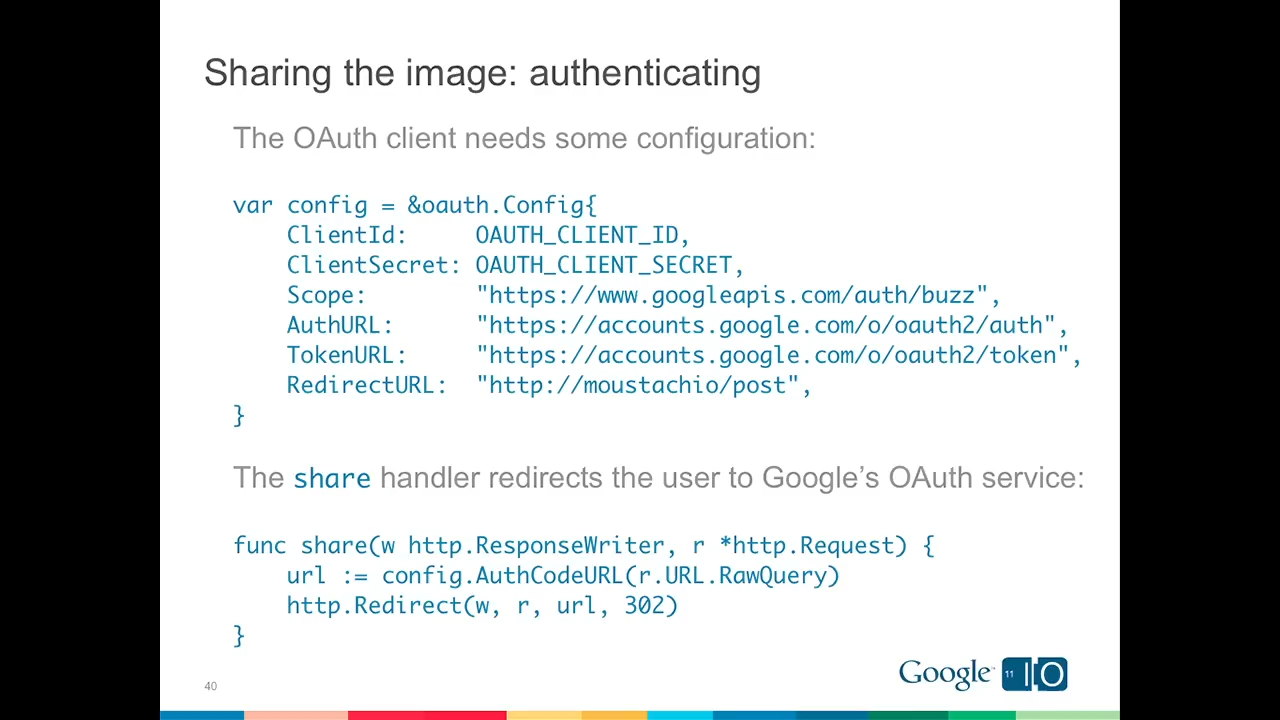 Sharing the image: authenticating
The OAuth client needs some configuration:
var config = &oauth.Config{
    ClientId:     OAUTH_CLIENT_ID,
    ClientSecret: OAUTH_CLIENT_SECRET,
    Scope:        "https://www.googleapis.com/auth/buzz",
    AuthURL:      "https://accounts.google.com/o/oauth2/auth",
    TokenURL:     "https://accounts.google.com/o/oauth2/token",
    RedirectURL:  "http://moustachio/post",
}
The share handler redirects the user to Google’s OAuth service:
func share(w http.ResponseWriter, r *http.Request) {
    url := config.AuthCodeURL(r.URL.RawQuery)
    http.Redirect(w, r, url, 302)
}
40
Google 11 IO